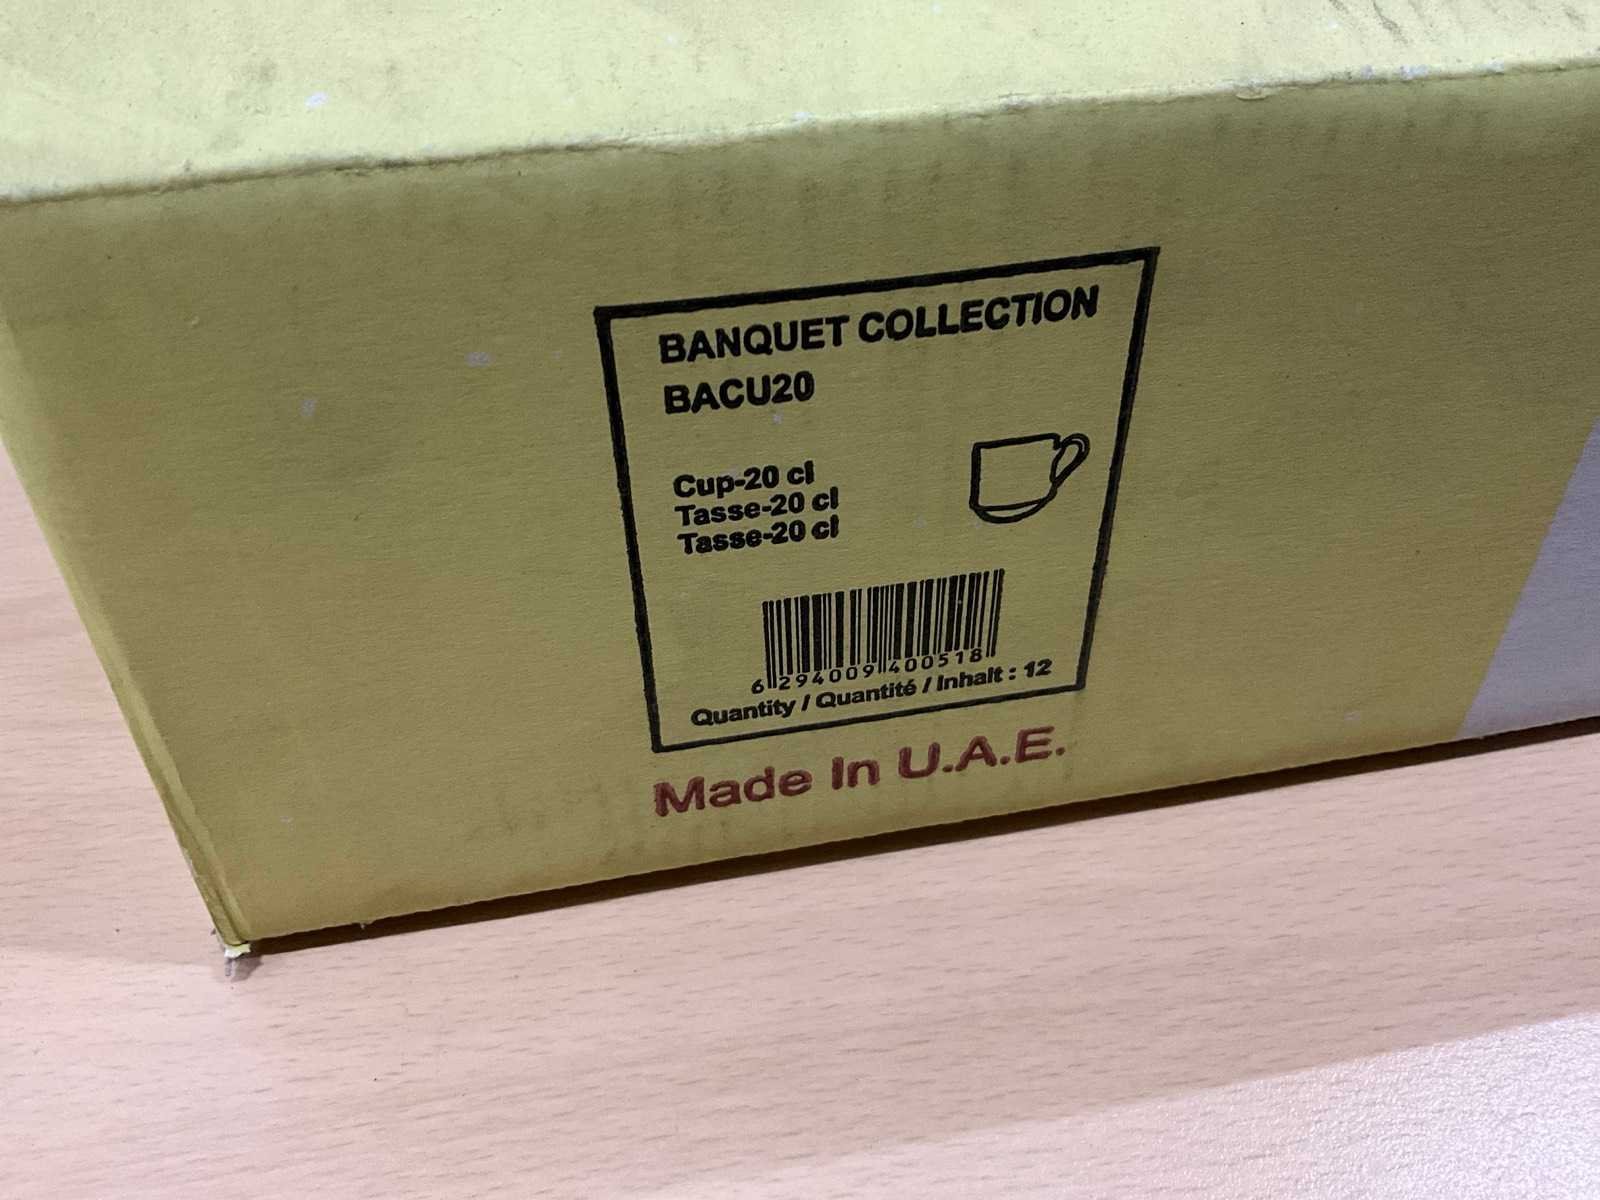 BANQUET COLLECTION
BACU20
Cup-20 cl
Tasse-20 cl
Tasse-20 cl
6 294009 400518
Quantity / Quantité / Inhalt : 12
Made In U.A.E.